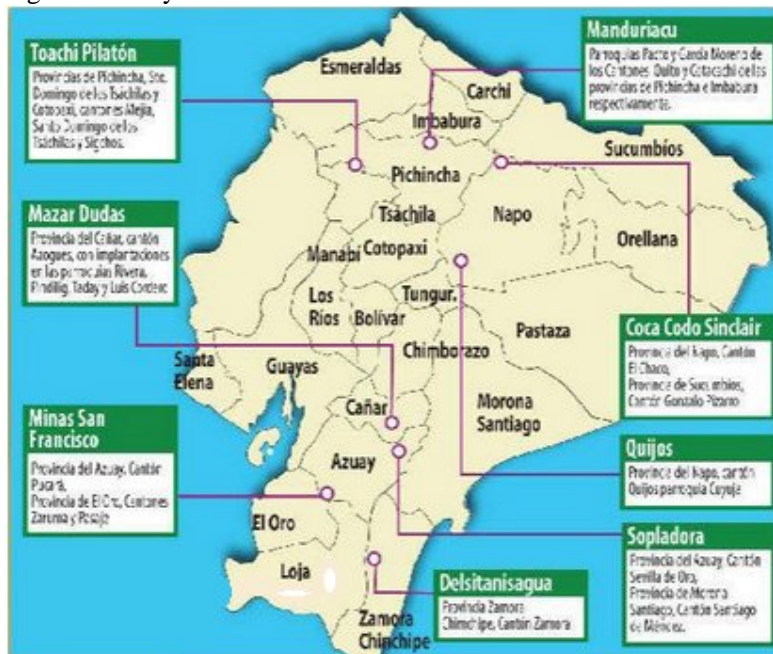 Toachi Pilatón
Provincias de Pichincha, Sto.
Domingo de los Tsáchilas y
Cotopaxi, cantones Mejía,
Santo Domingo de los
Tsáchilas y Sigchos.
Manduriacu
Parroquias Pacto y García Moreno de
los Cantones Quito y Cotacachi de las
provincias de Pichincha e Imbabura
respectivamente.
Esmeraldas
Carchi
Imbabura
Sucumbíos
Pichincha
Mazar Dudas
Provincia del Cañar, cantón
Azogues, con implantaciones
en las parroquias Rivera,
Pindilig, Taday y Luis Cordero
Tsáchila
Napo
Orellana
Manabí
Cotopaxi
Los
Ríos
Bolívar
Tungur.
Pastaza
Chimborazo
Coca Codo Sinclair
Provincia del Napo, Cantón
El Chaco,
Provincia de Sucumbíos,
Cantón Gonzalo Pizarro
Santa
Elena
Guayas
Cañar
Morona
Santiago
Minas San
Francisco
Provincia del Azuay, Cantón
Pucará,
Provincia de El Oro, Cantones
Zaruma y Pasaje
Azuay
Quijos
Provincia del Napo, cantón
Quijos parroquia Cuyuja
El Oro
Sopladora
Provincia del Azuay, Cantón
Sevilla de Oro,
Provincia de Morona
Santiago, Cantón Santiago
de Méndez.
Loja
Delsitanisagua
Provincia Zamora
Chinchipe, Cantón Zamora
Zamora
Chinchipe